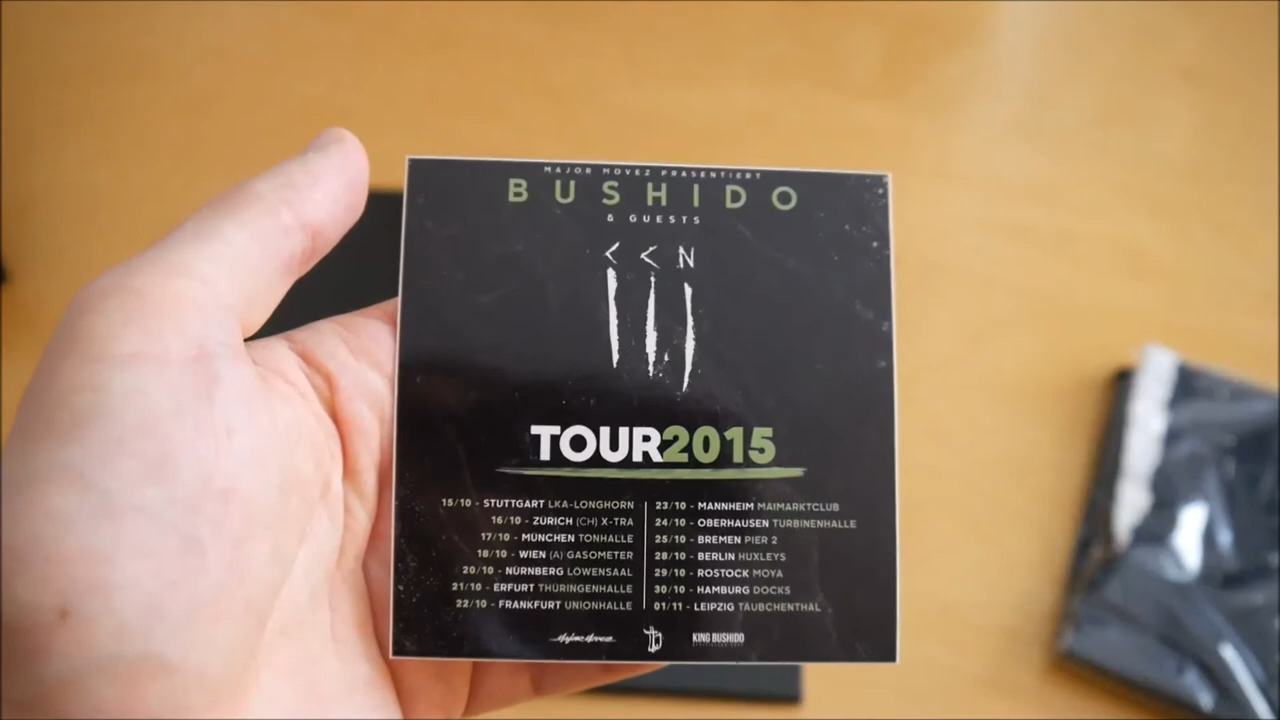 MAJOR MOVEZ PRÄSENTIERT
BUSHIDO
& GUESTS
CCN
TOUR2015
15/10 - STUTTGART LKA-LONGHORN
16/10 - ZÜRICH (CH) X-TRA
17/10 - MÜNCHEN TONHALLE
18/10 - WIEN (A) GASOMETER
20/10 - NÜRNBERG LÖWENSAAL
21/10 - ERFURT THÜRINGENHALLE
22/10 - FRANKFURT UNIONHALLE
23/10 - MANNHEIM MAIMARKTCLUB
24/10 - OBERHAUSEN TURBINENHALLE
25/10 - BREMEN PIER 2
28/10 - BERLIN HUXLEYS
29/10 - ROSTOCK MOYA
30/10 - HAMBURG DOCKS
01/11 - LEIPZIG TÄUBCHENTHAL
Major Movez
KING BUSHIDO